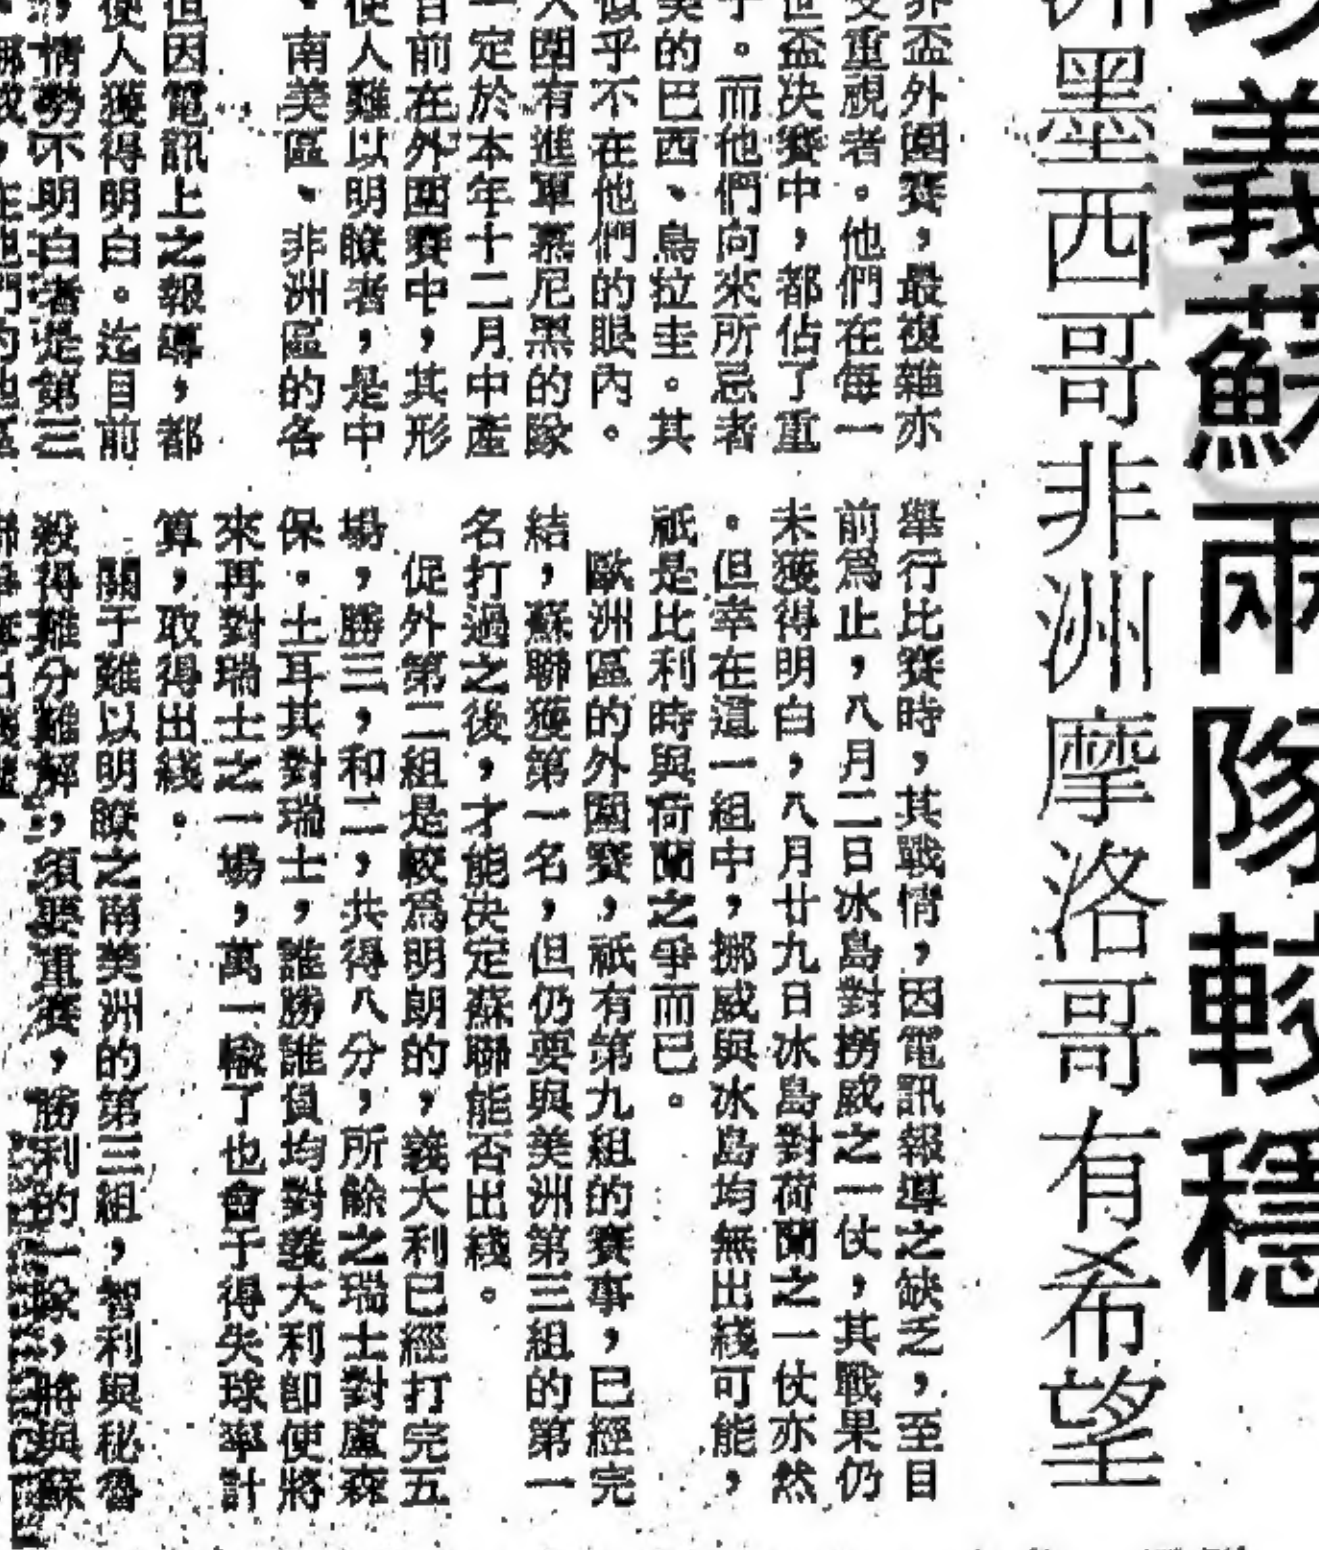 義蘇兩隊較穩
洲墨西哥非洲摩洛哥有希望
界盃外圍賽，最複雜亦
受重視者。他們在每一
世盃決賽中，都佔了重
。而他們向來所忌者
美的巴西、烏拉圭。其
似乎不在他們的眼內。
入圍有進軍慕尼黑的隊
一定於本年十二月中產
目前在外圍賽中，其形
使人難以明瞭者，是中
、南美區、非洲區的各
但因電訊上之報導，都
使人獲得明白。迄目前
，情勢不明白者是第三
舉行比賽時，其戰情，因電訊報導之缺乏，至目
前爲止，八月二日冰島對挪威之一仗，其戰果仍
未獲得明白，八月廿九日冰島對荷蘭之一仗亦然
。但幸在這一組中，挪威與冰島均無出綫可能，
祇是比利時與荷蘭之爭而已。
歐洲區的外圍賽，祇有第九組的賽事，已經完
結，蘇聯獲第一名，但仍要與美洲第三組的第一
名打過之後，才能決定蘇聯能否出綫。
促外第二組是較爲明朗的，義大利已經打完五
場，勝三，和二，共得八分，所餘之瑞士對盧森
保．土耳其對瑞士，誰勝誰負均對義大利卽使將
來再對瑞士之一場，萬一輸了也會于得失球率計
算，取得出綫。
關于難以明瞭之南美洲的第三組，智利與秘魯
殺得難分難解，須要重賽，勝利的一隊，將與蘇